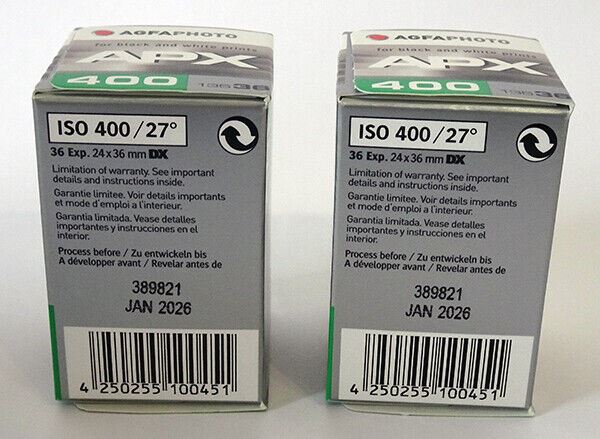 AGFAPHOTO
for black and white prints
APX
400
135 36
ISO 400/27°
36 Exp. 24x36 mm DX
Limitation of warranty. See important
details and instructions inside.
Garantie limitee. Voir details importants
et mode d'emploi a l'interieur.
Garantia limitada. Vease detalles
importantes y instrucciones en el
interior.
Process before / Zu entwickeln bis
A développer avant / Revelar antes de
389821
JAN 2026
4 250255 100451
AGFAPHOTO
for black and white prints
APX
400
135 36
ISO 400/27°
36 Exp. 24x36 mm DX
Limitation of warranty. See important
details and instructions inside.
Garantie limitee. Voir details importants
et mode d'emploi a l'interieur.
Garantia limitada. Vease detalles
importantes y instrucciones en el
interior.
Process before / Zu entwickeln bis
A développer avant / Revelar antes de
389821
JAN 2026
4 250255 100451